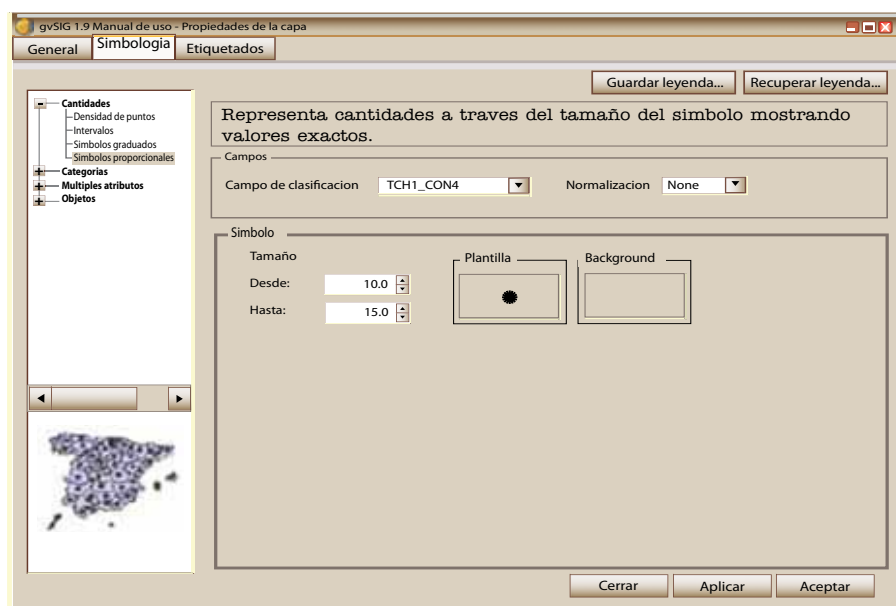 gvSIG 1.9 Manual de uso - Propiedades de la capa
General Simbologia Etiquetados
Guardar leyenda... Recuperar leyenda...
Cantidades
Densidad de puntos
Intervalos
Simbolos graduados
Simbolos proporcionales
Categorias
Multiples atributos
Objetos
Representa cantidades a traves del tamaño del simbolo mostrando
valores exactos.
Campos
Campo de clasificacion TCH1_CON4 Normalizacion None
Simbolo
Tamaño
Desde: 10.0
Hasta: 15.0
Plantilla
Background
Cerrar Aplicar Aceptar